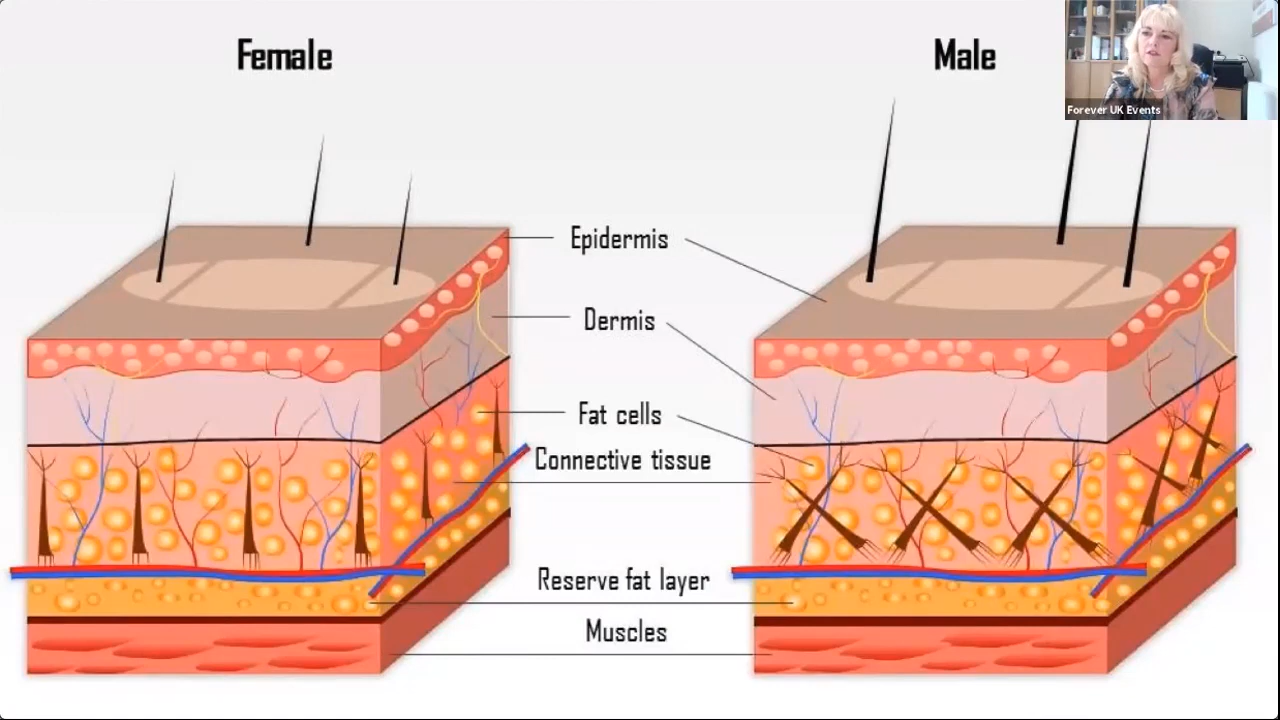 Female
Male
Forever UK Events
Epidermis
Dermis
Fat cells
Connective tissue
Reserve fat layer
Muscles